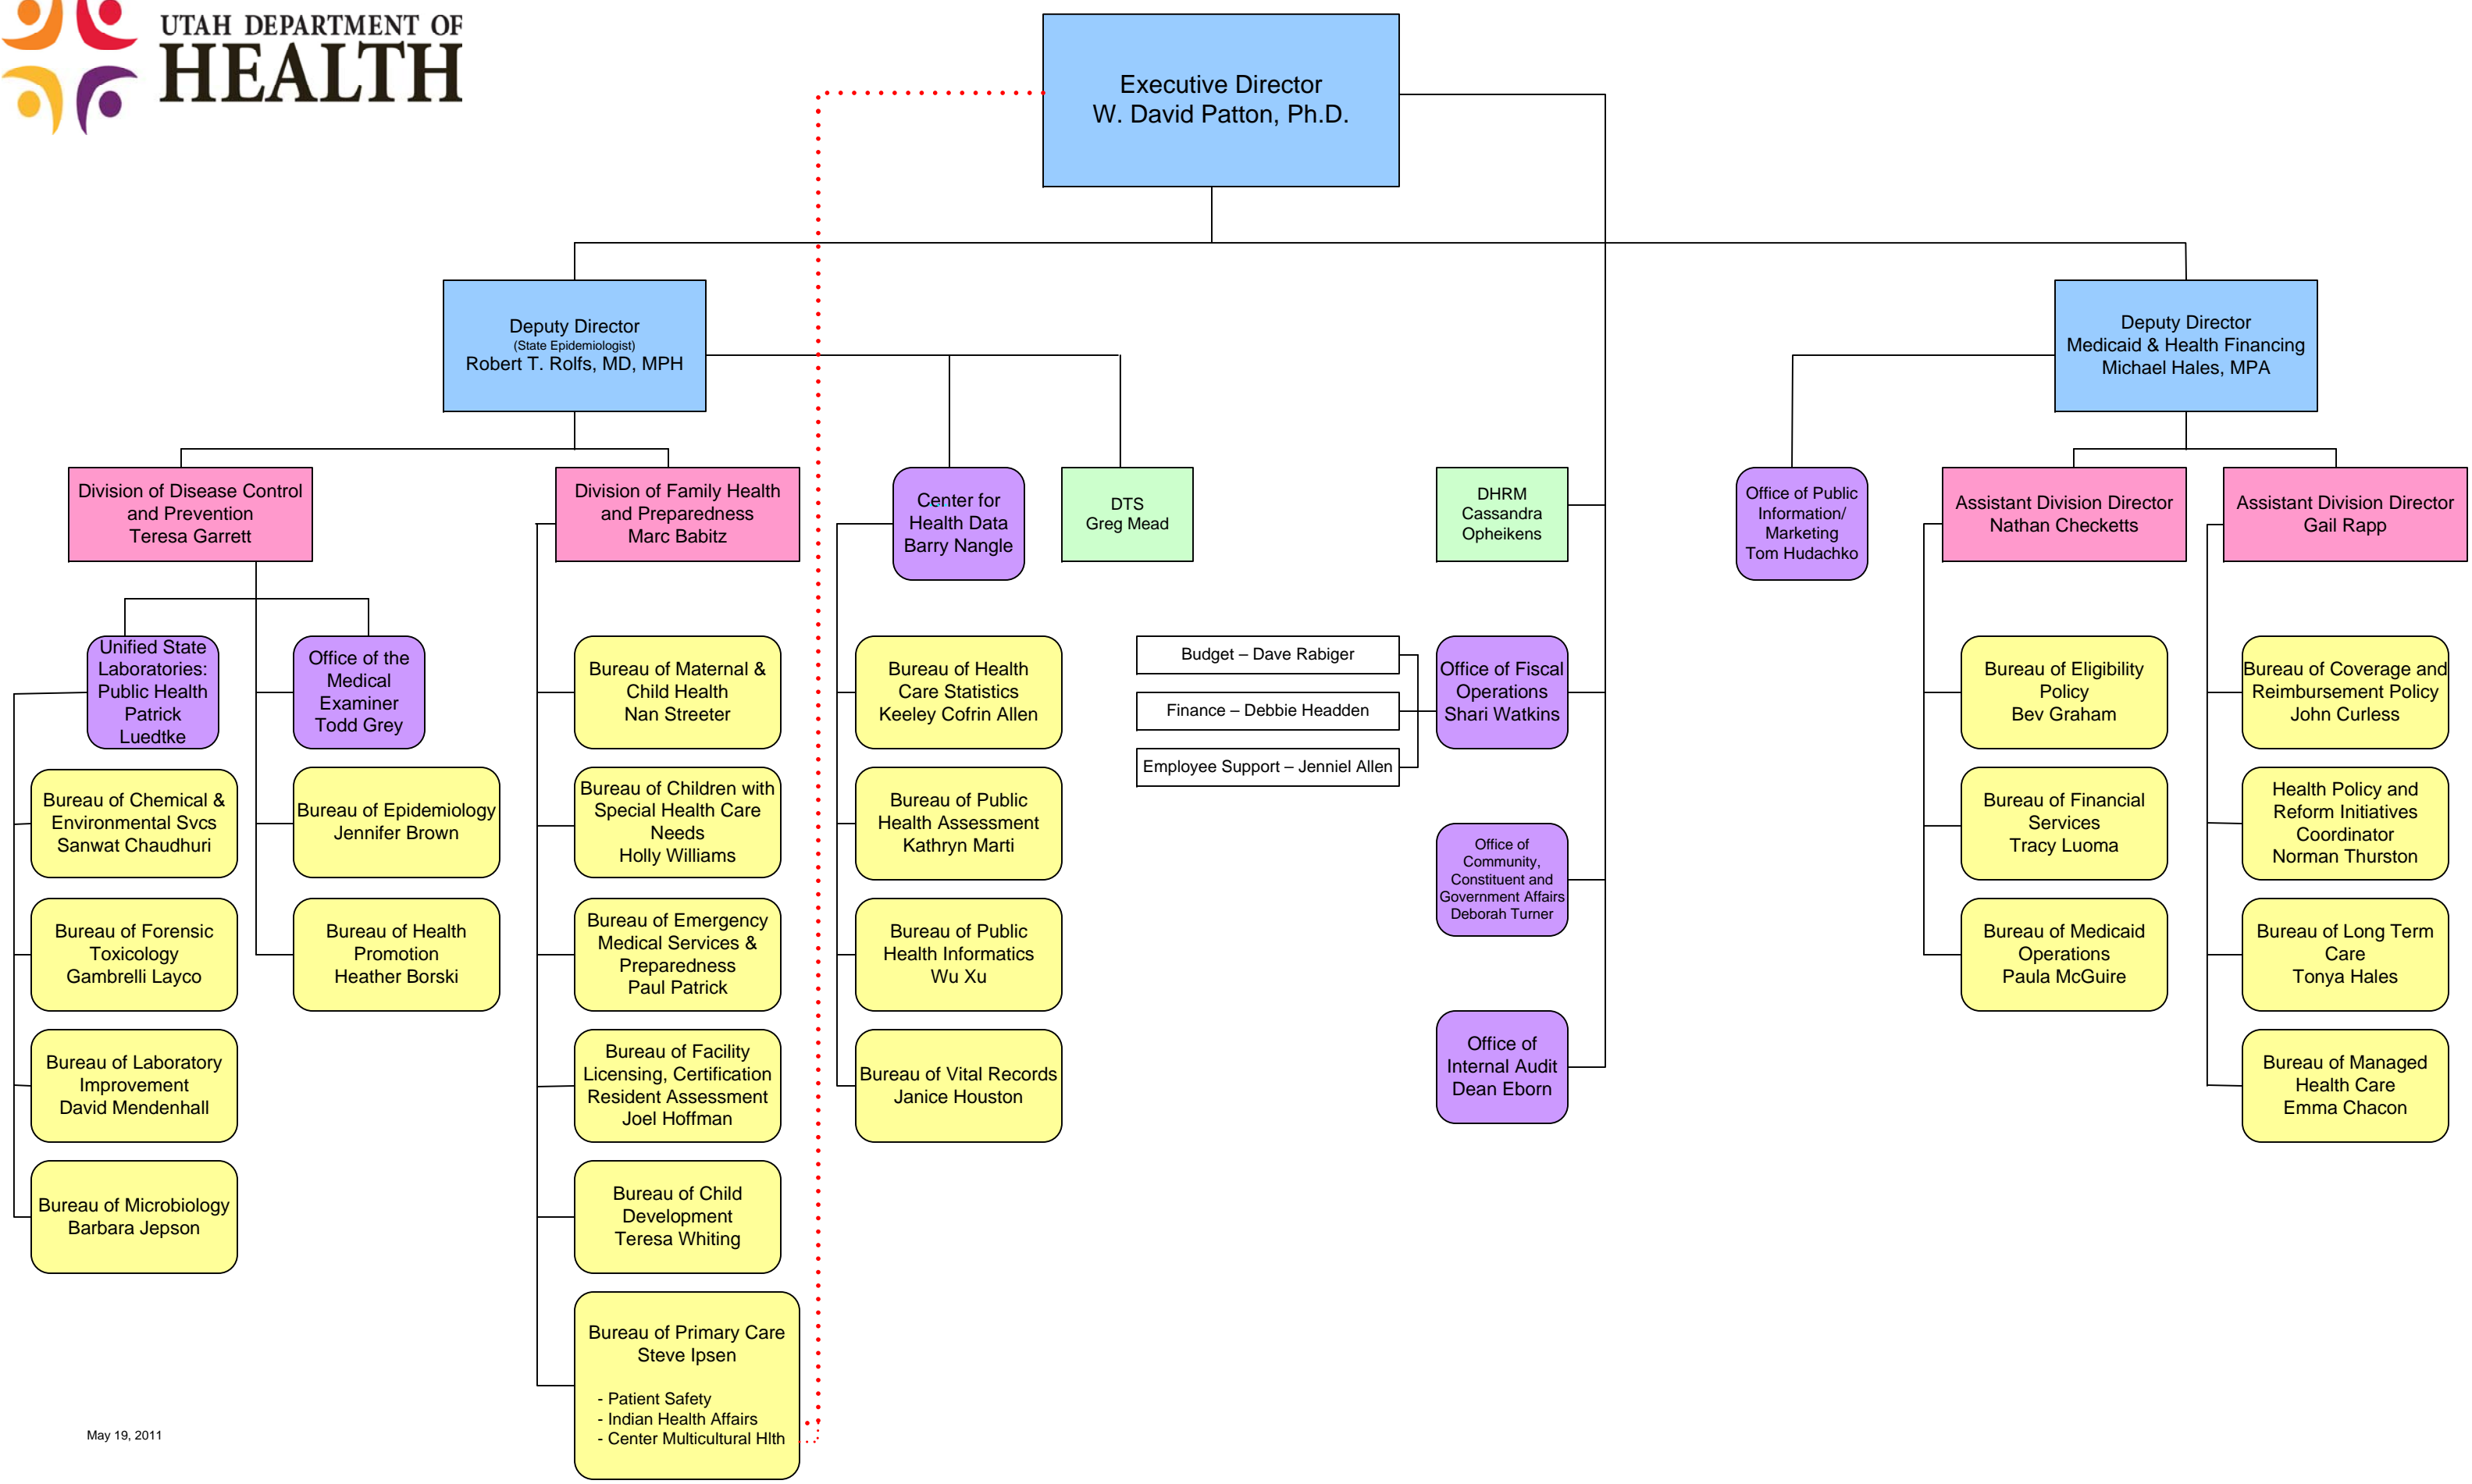 UTAH DEPARTMENT OF
HEALTH
Executive Director
W. David Patton, Ph.D.
Deputy Director
(State Epidemiologist)
Robert T. Rolfs, MD, MPH
Deputy Director
Medicaid & Health Financing
Michael Hales, MPA
Division of Disease Control
and Prevention
Teresa Garrett
Division of Family Health
and Preparedness
Marc Babitz
Center for
Health Data
Barry Nangle
DTS
Greg Mead
DHRM
Cassandra
Opheikens
Office of Public
Information/
Marketing
Tom Hudachko
Assistant Division Director
Nathan Checketts
Assistant Division Director
Gail Rapp
Unified State
Laboratories:
Public Health
Patrick
Luedtke
Office of the
Medical
Examiner
Todd Grey
Bureau of Maternal &
Child Health
Nan Streeter
Bureau of Health
Care Statistics
Keeley Cofrin Allen
Budget – Dave Rabiger
Finance – Debbie Headden
Employee Support – Jenniel Allen
Office of Fiscal
Operations
Shari Watkins
Bureau of Eligibility
Policy
Bev Graham
Bureau of Coverage and
Reimbursement Policy
John Curless
Bureau of Chemical &
Environmental Svcs
Sanwat Chaudhuri
Bureau of Epidemiology
Jennifer Brown
Bureau of Children with
Special Health Care
Needs
Holly Williams
Bureau of Public
Health Assessment
Kathryn Marti
Office of
Community,
Constituent and
Government Affairs
Deborah Turner
Bureau of Financial
Services
Tracy Luoma
Health Policy and
Reform Initiatives
Coordinator
Norman Thurston
Bureau of Forensic
Toxicology
Gambrelli Layco
Bureau of Health
Promotion
Heather Borski
Bureau of Emergency
Medical Services &
Preparedness
Paul Patrick
Bureau of Public
Health Informatics
Wu Xu
Bureau of Medicaid
Operations
Paula McGuire
Bureau of Long Term
Care
Tonya Hales
Bureau of Laboratory
Improvement
David Mendenhall
Bureau of Facility
Licensing, Certification
Resident Assessment
Joel Hoffman
Bureau of Vital Records
Janice Houston
Office of
Internal Audit
Dean Eborn
Bureau of Managed
Health Care
Emma Chacon
Bureau of Microbiology
Barbara Jepson
Bureau of Child
Development
Teresa Whiting
Bureau of Primary Care
Steve Ipsen
- Patient Safety
- Indian Health Affairs
- Center Multicultural Hlth
May 19, 2011